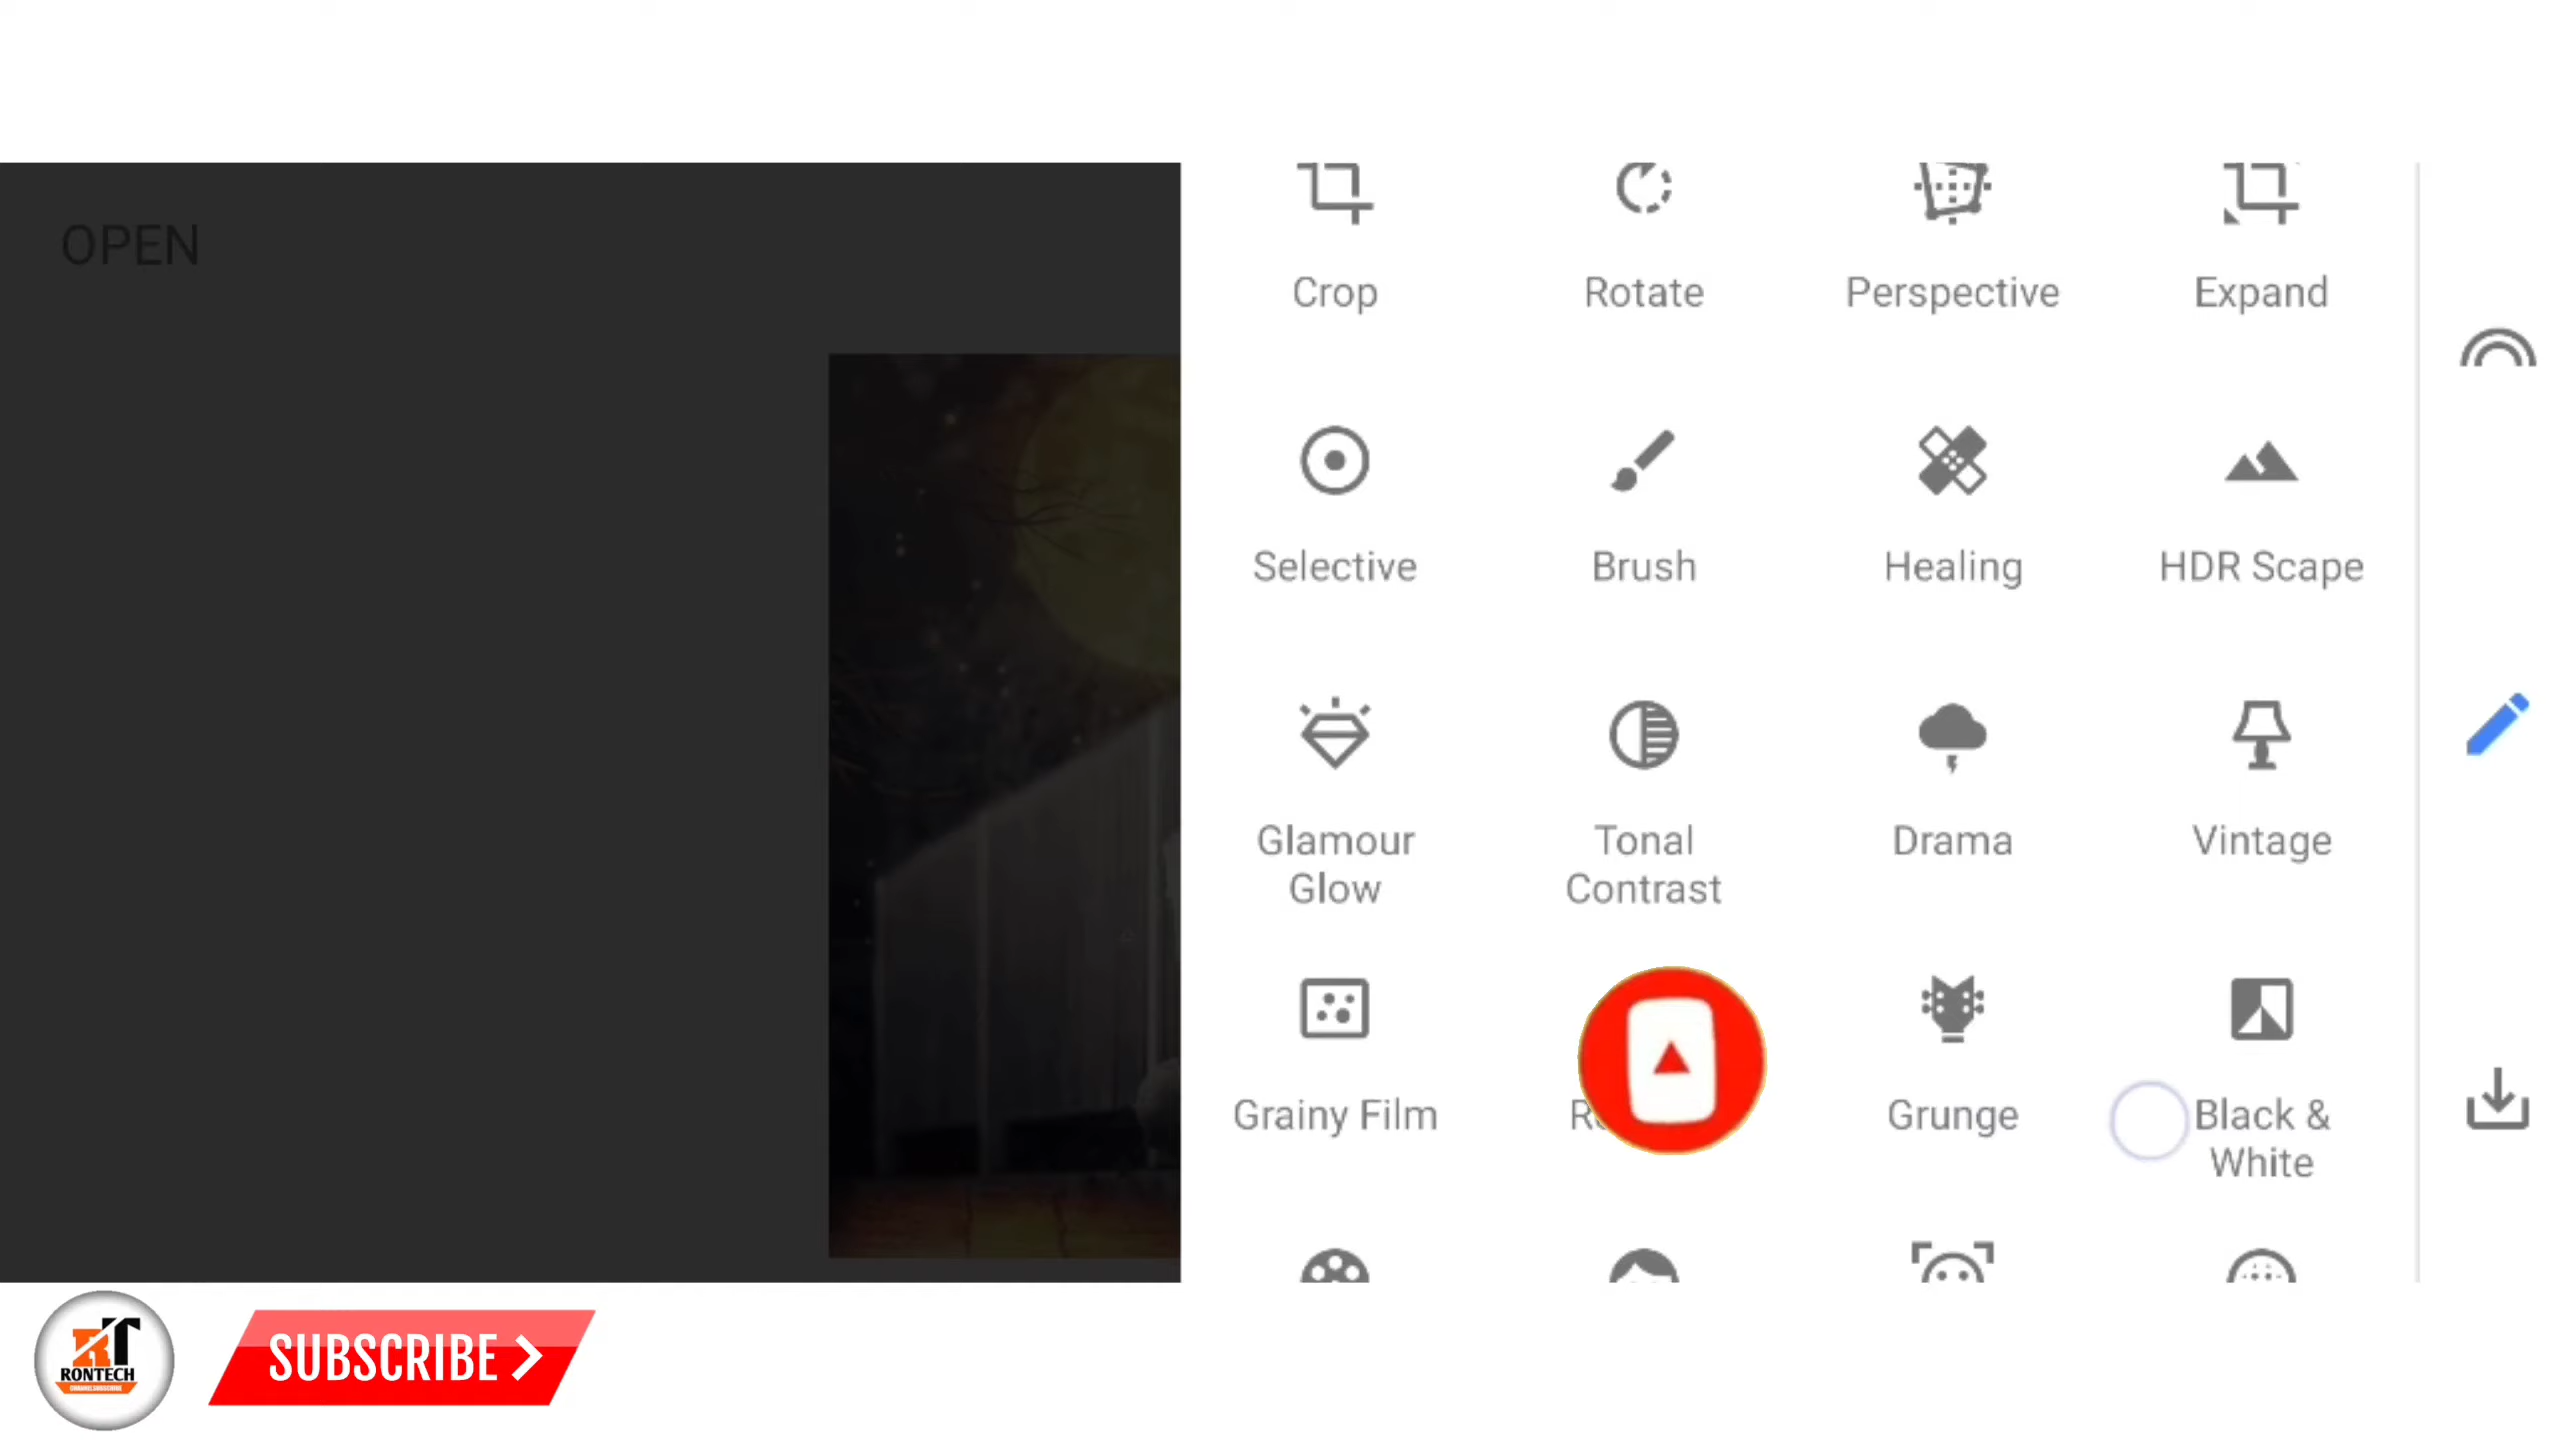 OPEN
Crop
Rotate
Perspective
Expand
Selective
Brush
Healing
HDR Scape
Glamour
Glow
Tonal
Contrast
Drama
Vintage
Grainy Film
Grunge
Black &
White
RT
RONTECH
SUBSCRIBE >